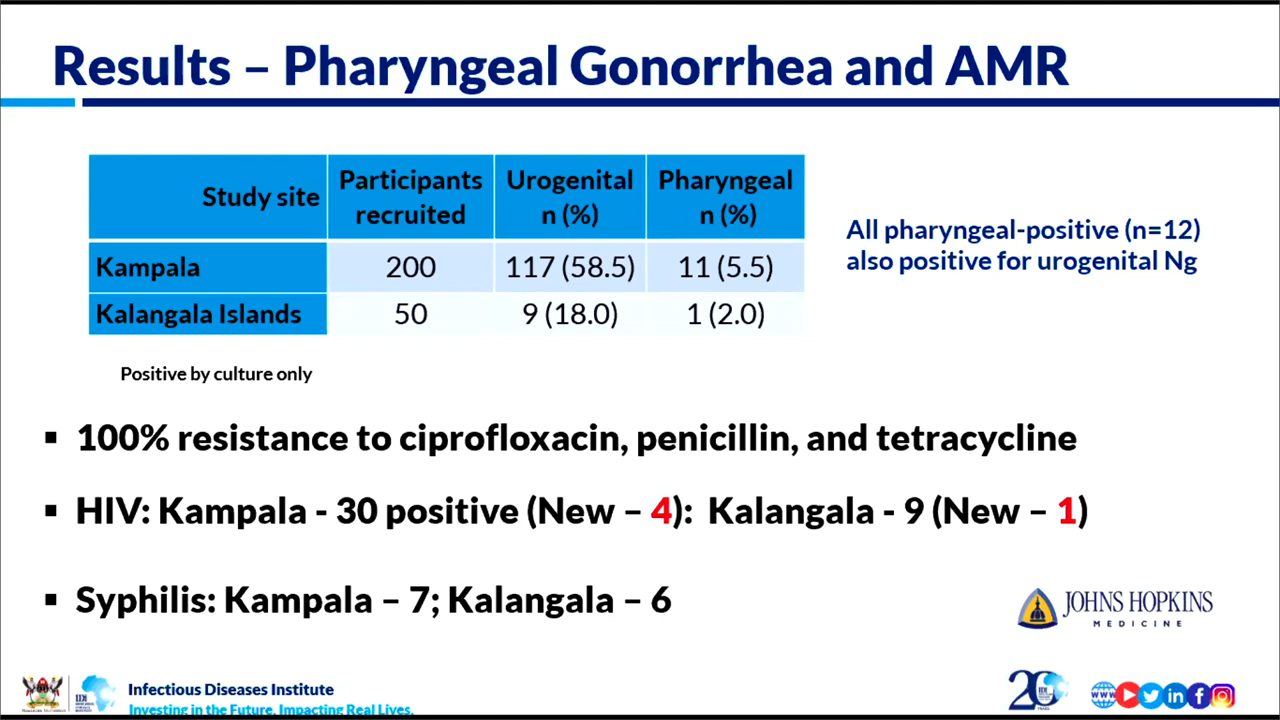 Results – Pharyngeal Gonorrhea and AMR
Study site
Participants recruited
Urogenital n (%)
Pharyngeal n (%)
Kampala 200 117 (58.5) 11 (5.5)
Kalangala Islands 50 9 (18.0) 1 (2.0)
All pharyngeal-positive (n=12)
also positive for urogenital Ng
Positive by culture only
▪ 100% resistance to ciprofloxacin, penicillin, and tetracycline
▪ HIV: Kampala - 30 positive (New – 4): Kalangala - 9 (New – 1)
▪ Syphilis: Kampala – 7; Kalangala – 6
JOHNS HOPKINS
MEDICINE
IDI
Infectious Diseases Institute
Investing in the Future. Impacting Real Lives.
20
IDI
YEARS